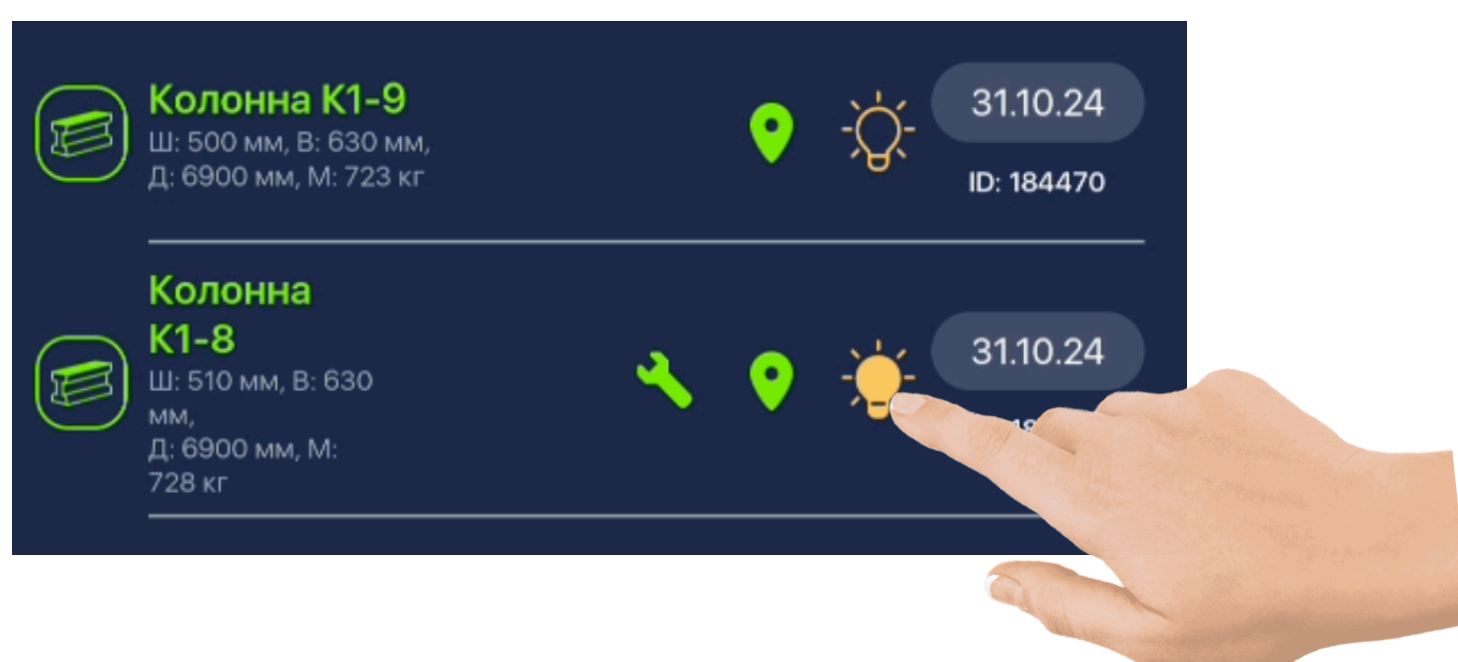 Колонна К1-9
Ш: 500 мм, В: 630 мм,
Д: 6900 мм, М: 723 кг
31.10.24
ID: 184470
Колонна
К1-8
Ш: 510 мм, В: 630
мм,
Д: 6900 мм, М:
728 кг
31.10.24